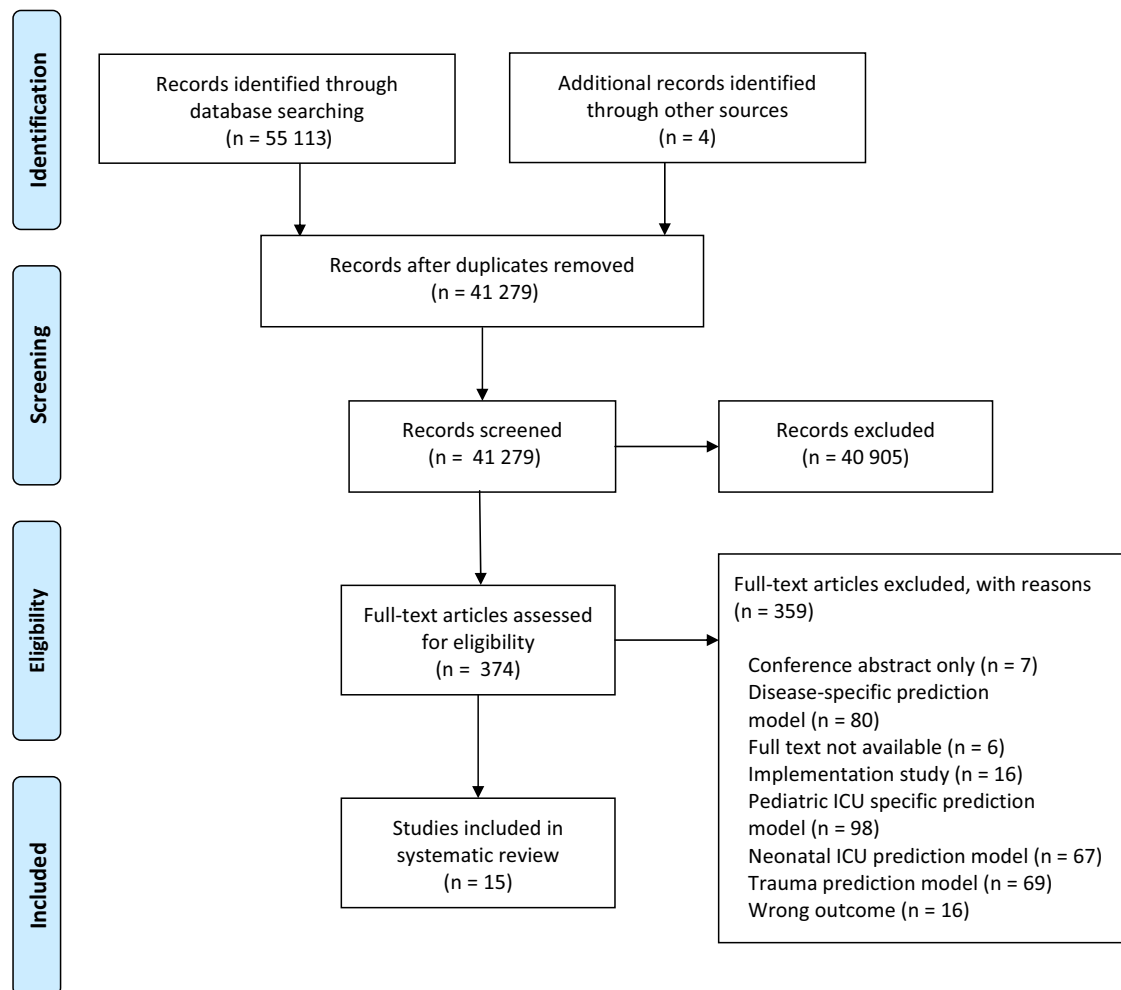 Identification
Records identified through
database searching
(n = 55 113)
Additional records identified
through other sources
(n = 4)
Records after duplicates removed
(n = 41 279)
Screening
Records screened
(n = 41 279)
Records excluded
(n = 40 905)
Eligibility
Full-text articles assessed
for eligibility
(n = 374)
Full-text articles excluded, with reasons
(n = 359)
Conference abstract only (n = 7)
Disease-specific prediction
model (n = 80)
Full text not available (n = 6)
Implementation study (n = 16)
Pediatric ICU specific prediction
model (n = 98)
Neonatal ICU prediction model (n = 67)
Trauma prediction model (n = 69)
Wrong outcome (n = 16)
Included
Studies included in
systematic review
(n = 15)